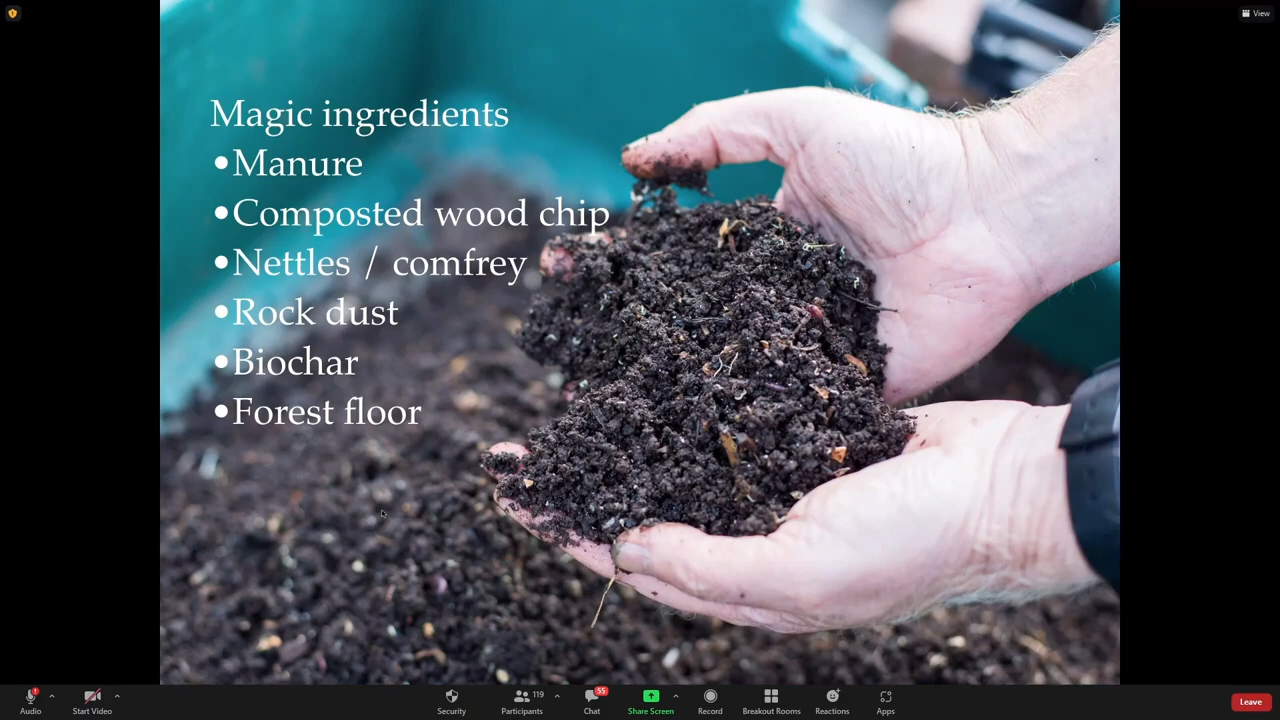 View
Magic ingredients
•Manure
•Composted wood chip
•Nettles / comfrey
•Rock dust
•Biochar
•Forest floor
Audio
Start Video
Security
Participants
119
Chat
55
Share Screen
Record
Breakout Rooms
Reactions
Apps
Leave